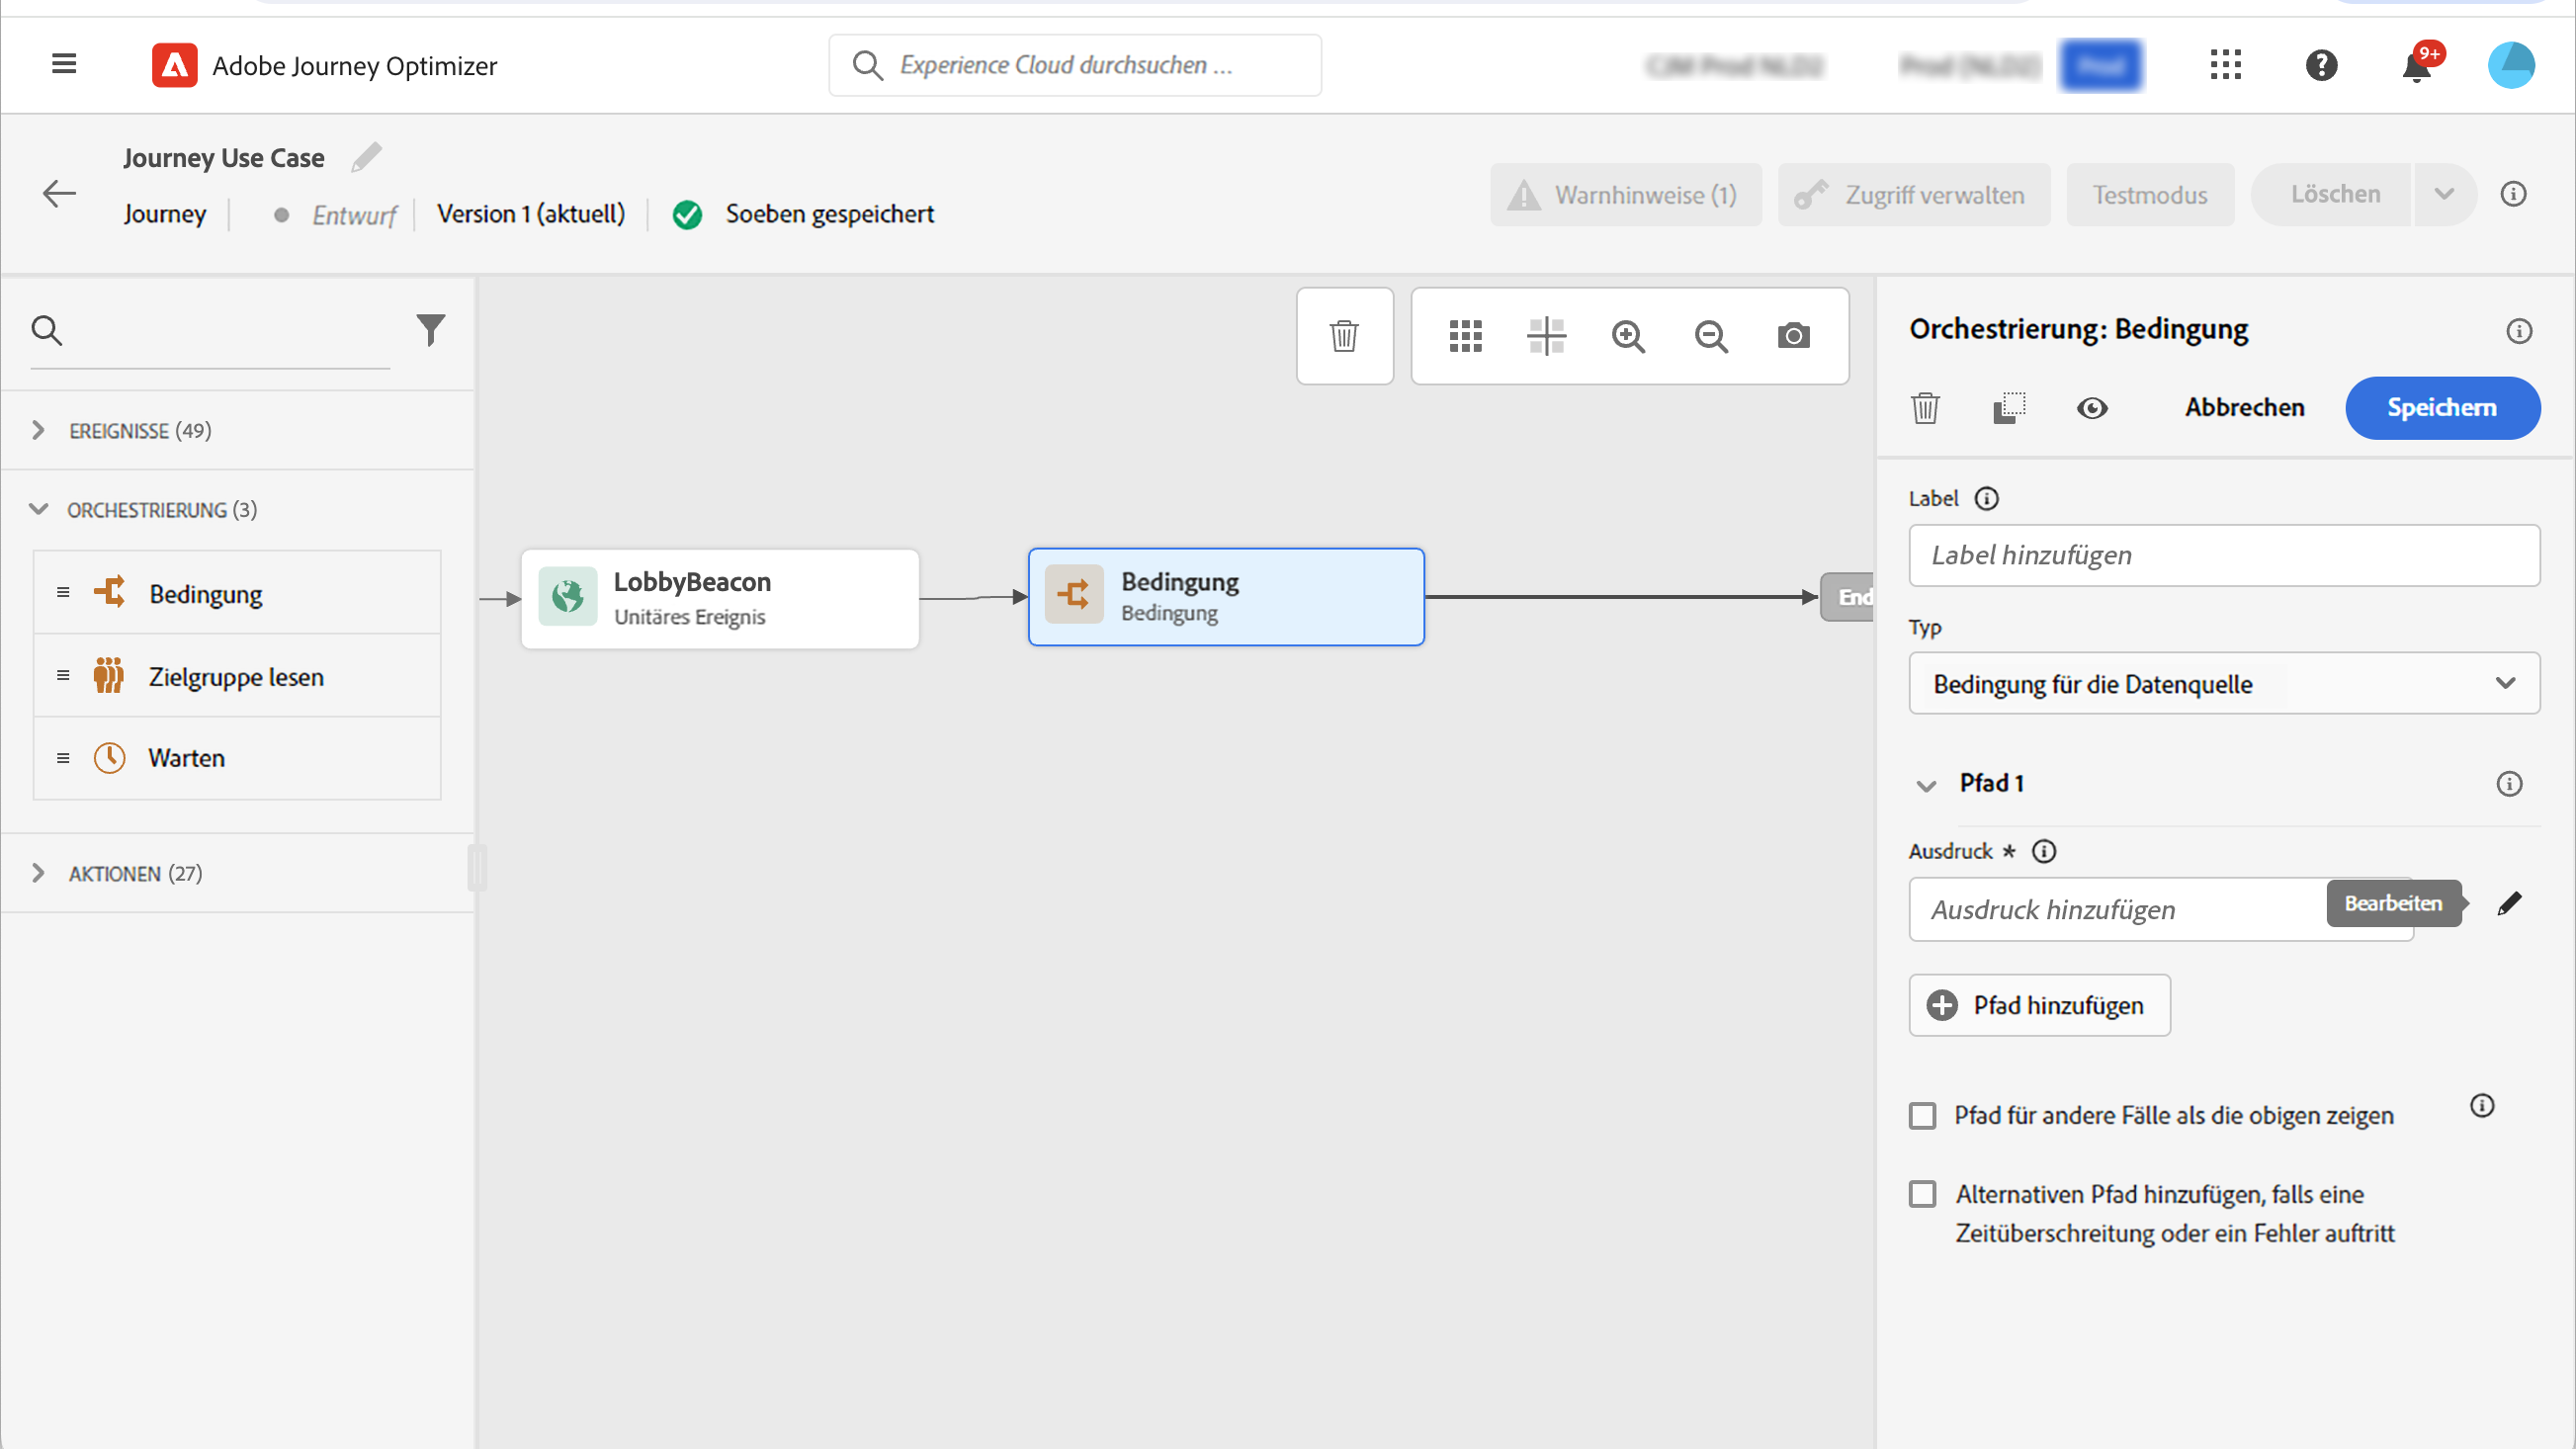 Adobe Journey Optimizer
Experience Cloud durchsuchen ...
9+
Journey Use Case
Journey
Entwurf
Version 1 (aktuell)
Soeben gespeichert
Warnhinweise (1)
Zugriff verwalten
Testmodus
Löschen
EREIGNISSE (49)
ORCHESTRIERUNG (3)
Bedingung
Zielgruppe lesen
Warten
AKTIONEN (27)
LobbyBeacon
Unitäres Ereignis
Bedingung
Bedingung
End
Orchestrierung: Bedingung
Abbrechen
Speichern
Label
Label hinzufügen
Typ
Bedingung für die Datenquelle
Pfad 1
Ausdruck *
Ausdruck hinzufügen
Bearbeiten
Pfad hinzufügen
Pfad für andere Fälle als die obigen zeigen
Alternativen Pfad hinzufügen, falls eine
Zeitüberschreitung oder ein Fehler auftritt